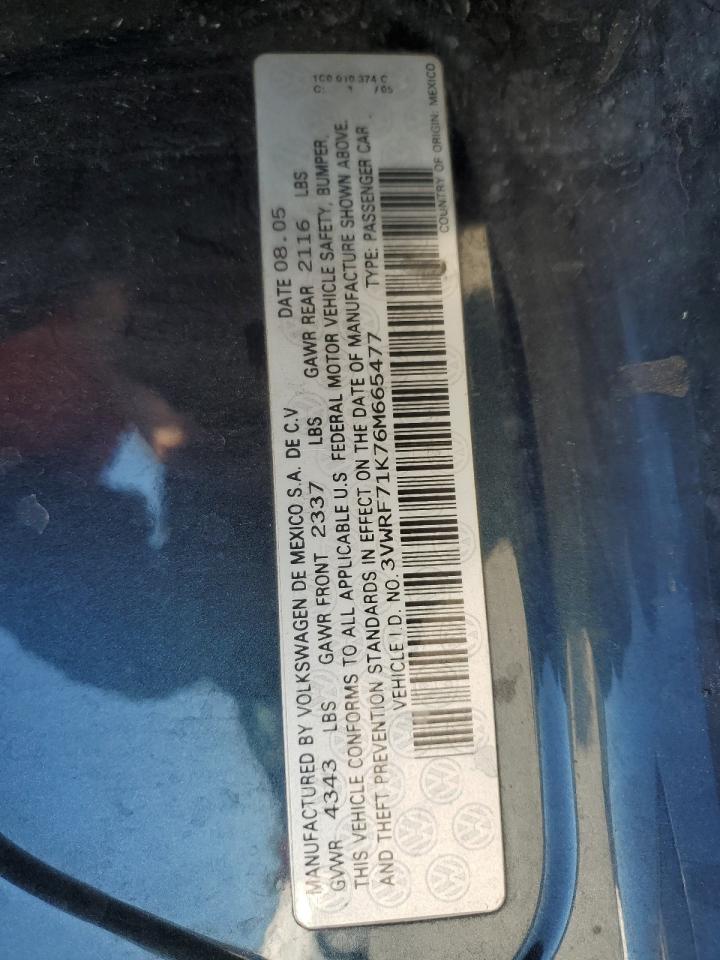 MANUFACTURED BY VOLKSWAGEN DE MEXICO S.A. DE C.V DATE 08.05
GVWR 4343 LBS GAWR FRONT 2337 LBS GAWR REAR 2116 LBS
THIS VEHICLE CONFORMS TO ALL APPLICABLE U.S FEDERAL MOTOR VEHICLE SAFETY, BUMPER,
AND THEFT PREVENTION STANDARDS IN EFFECT ON THE DATE OF MANUFACTURE SHOWN ABOVE.
VEHICLE I.D. NO. 3VWRF71K76M665477 TYPE: PASSENGER CAR
COUNTRY OF ORIGIN: MEXICO
1C0 010 374 C